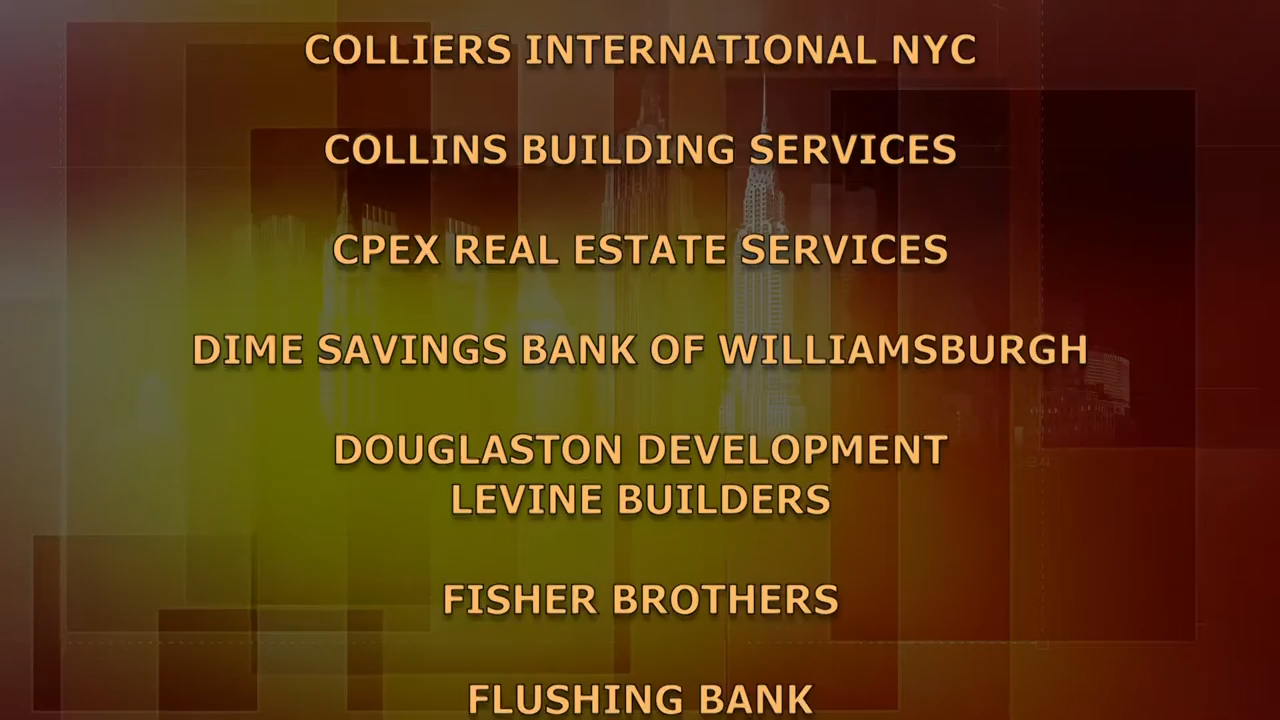 COLLIERS INTERNATIONAL NYC
COLLINS BUILDING SERVICES
CPEX REAL ESTATE SERVICES
DIME SAVINGS BANK OF WILLIAMSBURGH
DOUGLASTON DEVELOPMENT
LEVINE BUILDERS
FISHER BROTHERS
FLUSHING BANK